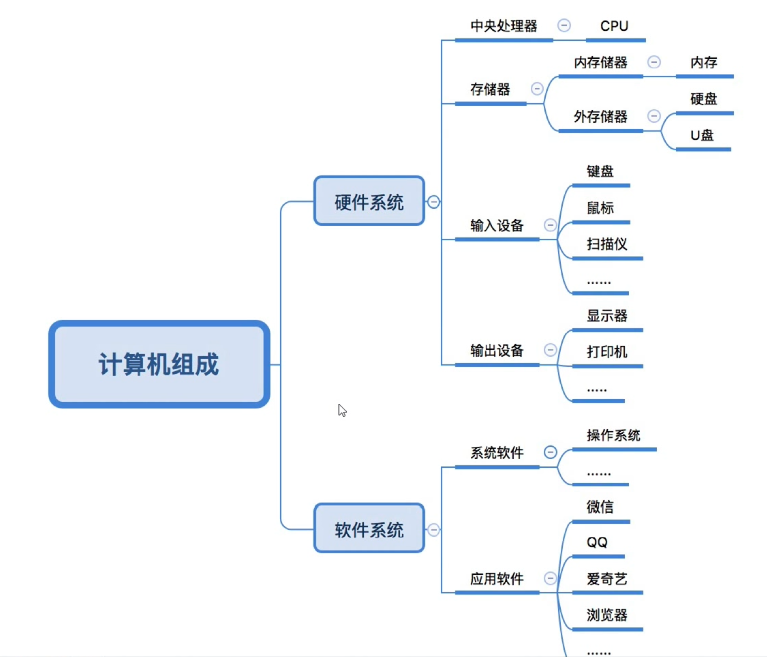 计算机组成
硬件系统
中央处理器
CPU
存储器
内存储器
内存
外存储器
硬盘
U盘
输入设备
键盘
鼠标
扫描仪
......
输出设备
显示器
打印机
.....
软件系统
系统软件
操作系统
......
应用软件
微信
QQ
爱奇艺
浏览器
......